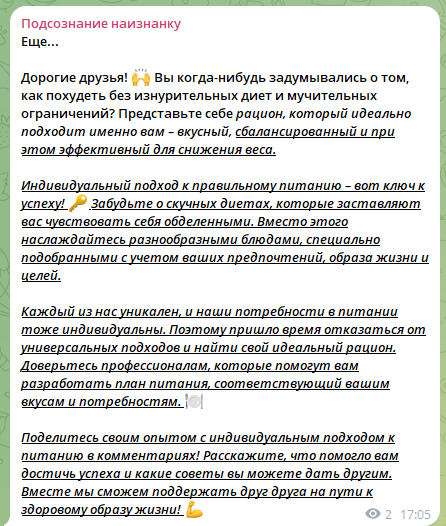 Подсознание наизнанку
Еще...
Дорогие друзья! 🙌 Вы когда-нибудь задумывались о том,
как похудеть без изнурительных диет и мучительных
ограничений? Представьте себе рацион, который идеально
подходит именно вам – вкусный, сбалансированный и при
этом эффективный для снижения веса.
Индивидуальный подход к правильному питанию – вот ключ к
успеху! 🔑 Забудьте о скучных диетах, которые заставляют
вас чувствовать себя обделенными. Вместо этого
наслаждайтесь разнообразными блюдами, специально
подобранными с учетом ваших предпочтений, образа жизни и
целей.
Каждый из нас уникален, и наши потребности в питании
тоже индивидуальны. Поэтому пришло время отказаться от
универсальных подходов и найти свой идеальный рацион.
Доверьтесь профессионалам, которые помогут вам
разработать план питания, соответствующий вашим
вкусам и потребностям. 🍽️
Поделитесь своим опытом с индивидуальным подходом к
питанию в комментариях! Расскажите, что помогло вам
достичь успеха и какие советы вы можете дать другим.
Вместе мы сможем поддержать друг друга на пути к
здоровому образу жизни! 💪
2 17:05